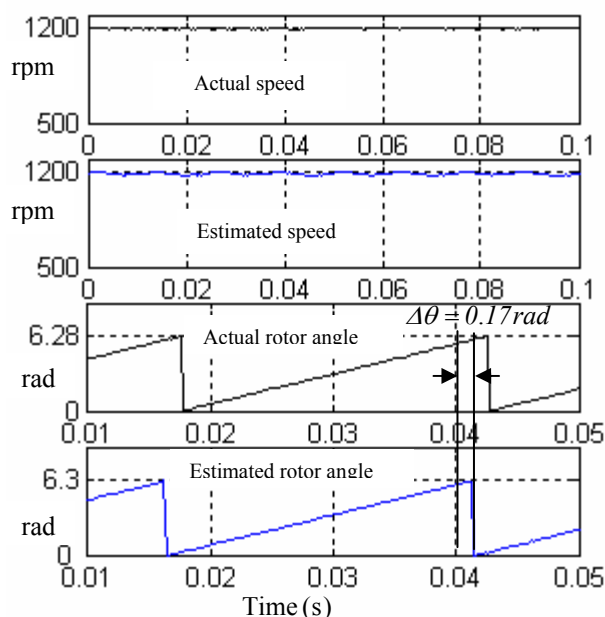 1200
rpm
Actual speed
500
0 0.02 0.04 0.06 0.08 0.1
1200
rpm
Estimated speed
500
0 0.02 0.04 0.06 0.08 0.1
Δθ = 0.17 rad
6.28
Actual rotor angle
rad
0
0.01 0.02 0.03 0.04 0.05
6.3
Estimated rotor angle
rad
0
0.01 0.02 0.03 0.04 0.05
Time (s)